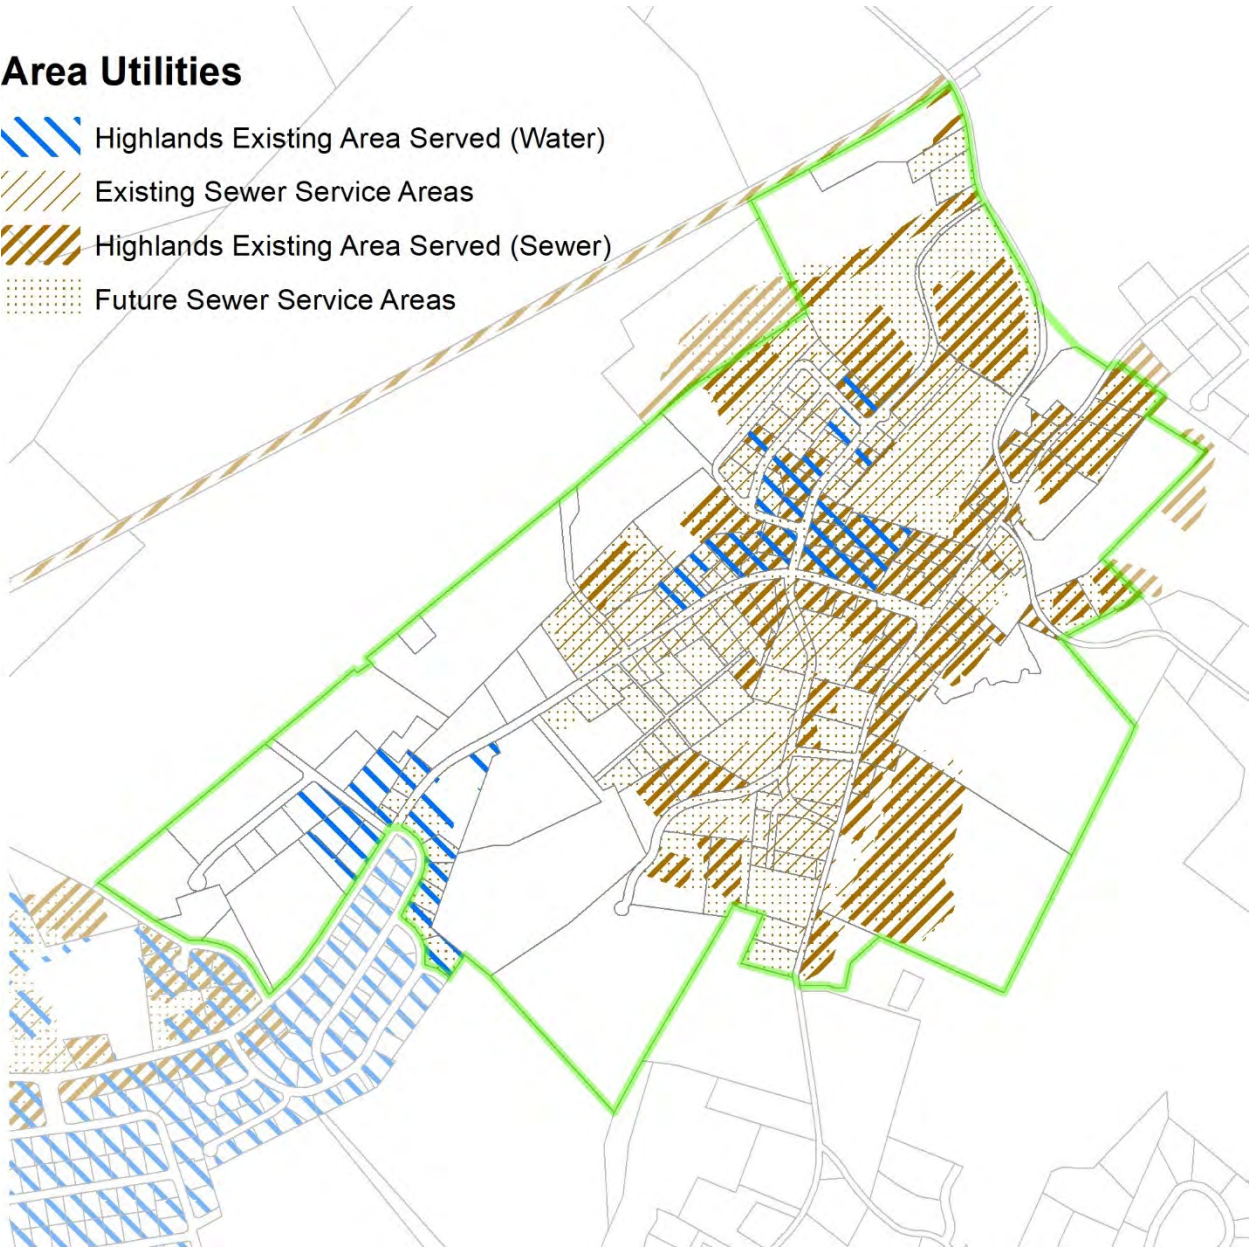 Area Utilities
Highlands Existing Area Served (Water)
Existing Sewer Service Areas
Highlands Existing Area Served (Sewer)
Future Sewer Service Areas